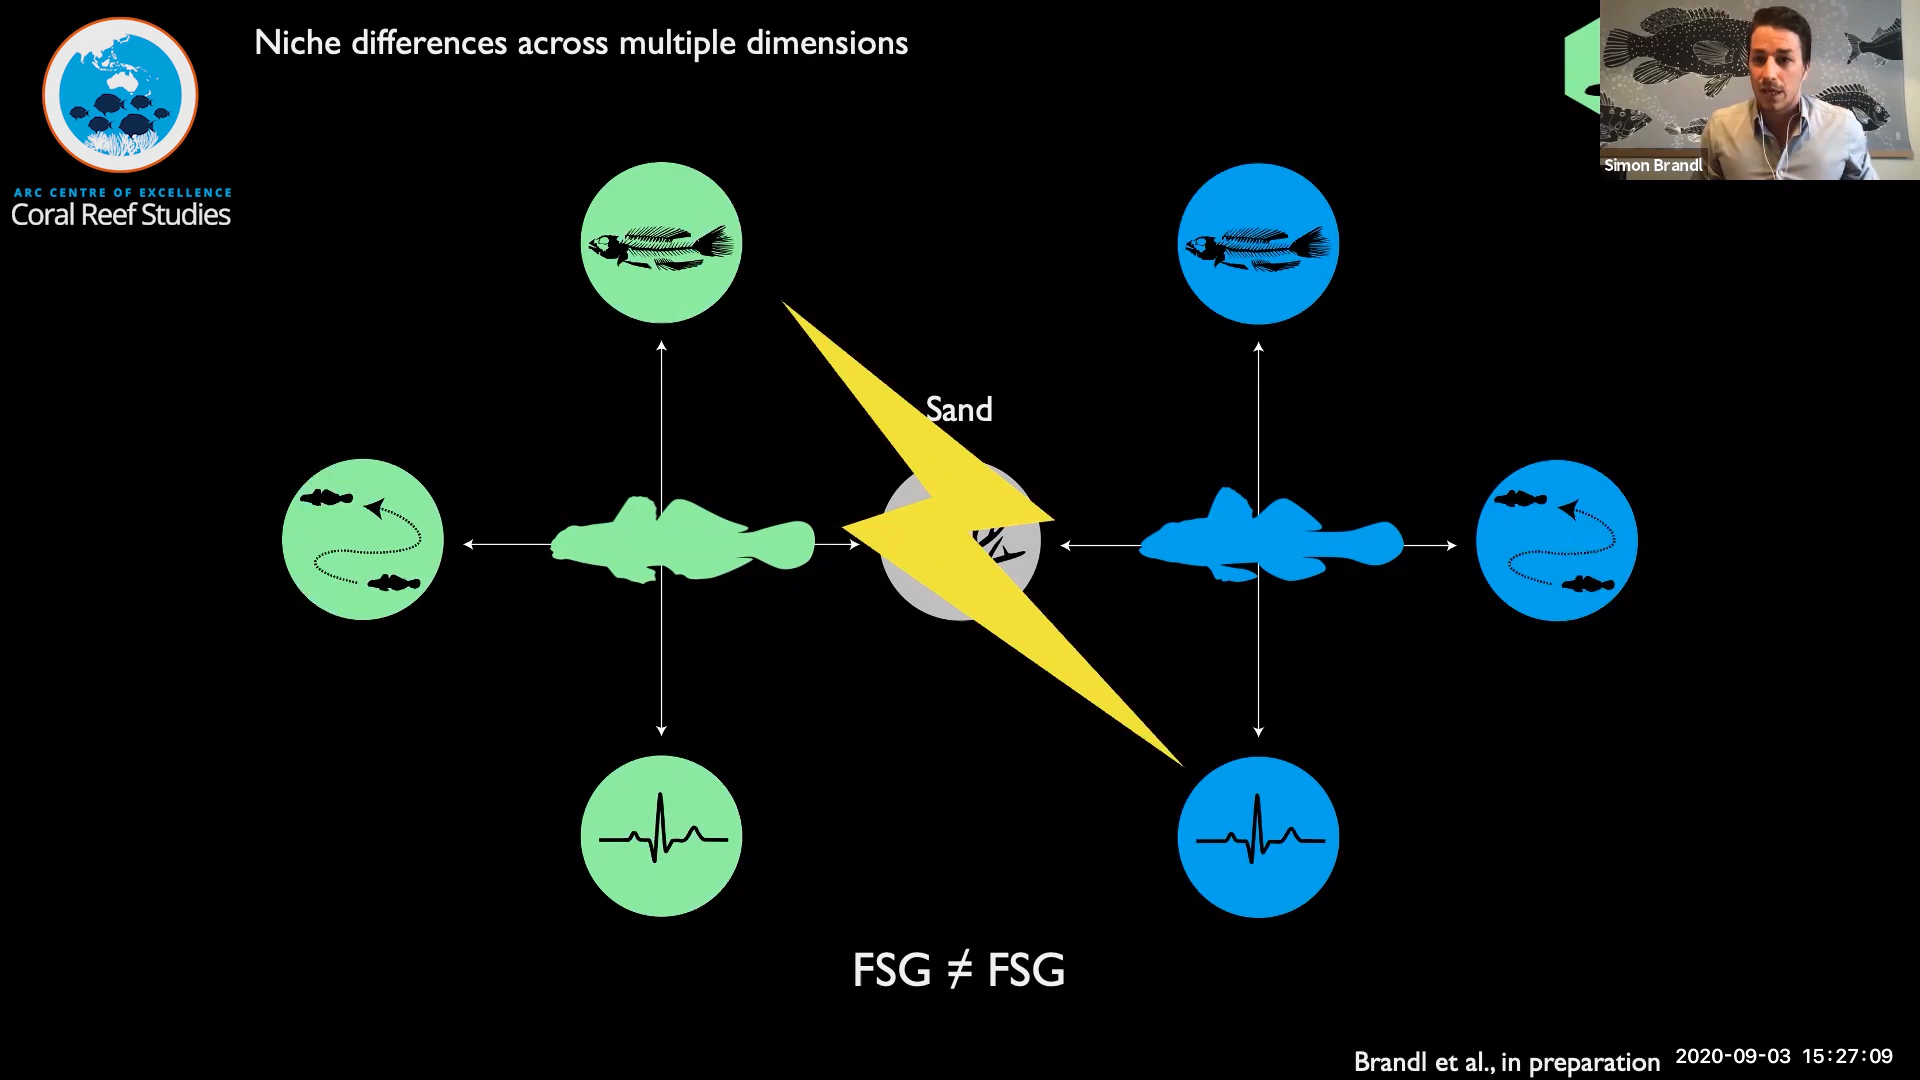 Niche differences across multiple dimensions
ARC CENTRE OF EXCELLENCE
Coral Reef Studies
Simon Brandl
Sand
FSG ≠ FSG
Brandl et al., in preparation
2020-09-03 15:27:09